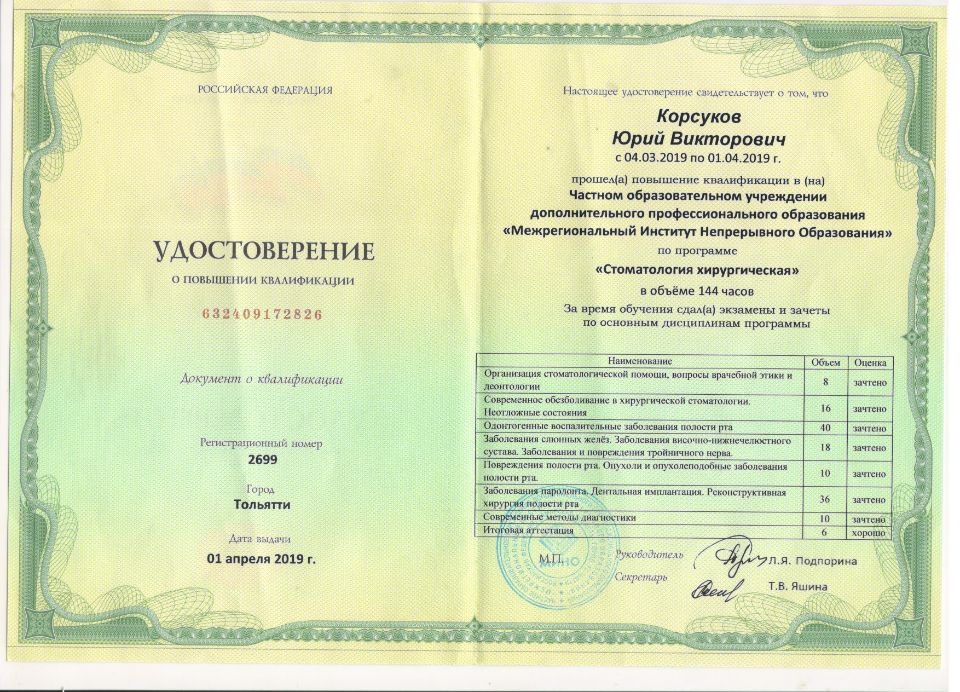 РОССИЙСКАЯ ФЕДЕРАЦИЯ
УДОСТОВЕРЕНИЕ
О ПОВЫШЕНИИ КВАЛИФИКАЦИИ
632409172826
Документ о квалификации
Регистрационный номер
2699
Город
Тольятти
Дата выдачи
01 апреля 2019 г.
Настоящее удостоверение свидетельствует о том, что
Корсуков
Юрий Викторович
с 04.03.2019 по 01.04.2019 г.
прошел(а) повышение квалификации в (на)
Частном образовательном учреждении
дополнительного профессионального образования
«Межрегиональный Институт Непрерывного Образования»
по программе
«Стоматология хирургическая»
в объёме 144 часов
За время обучения сдал(а) экзамены и зачеты
по основным дисциплинам программы
Наименование Объем Оценка
Организация стоматологической помощи, вопросы врачебной этики и
деонтологии 8 зачтено
Современное обезболивание в хирургической стоматологии.
Неотложные состояния 16 зачтено
Одонтогенные воспалительные заболевания полости рта 40 зачтено
Заболевания слюнных желёз. Заболевания височно-нижнечелюстного
сустава. Заболевания и повреждения тройничного нерва. 18 зачтено
Повреждения полости рта. Опухоли и опухолеподобные заболевания
полости рта. 10 зачтено
Заболевания пародонта. Дентальная имплантация. Реконструктивная
хирургия полости рта 36 зачтено
Современные методы диагностики 10 зачтено
Итоговая аттестация 6 хорошо
М.П.
Руководитель Л.Я. Подпорина
Секретарь Т.В. Яшина